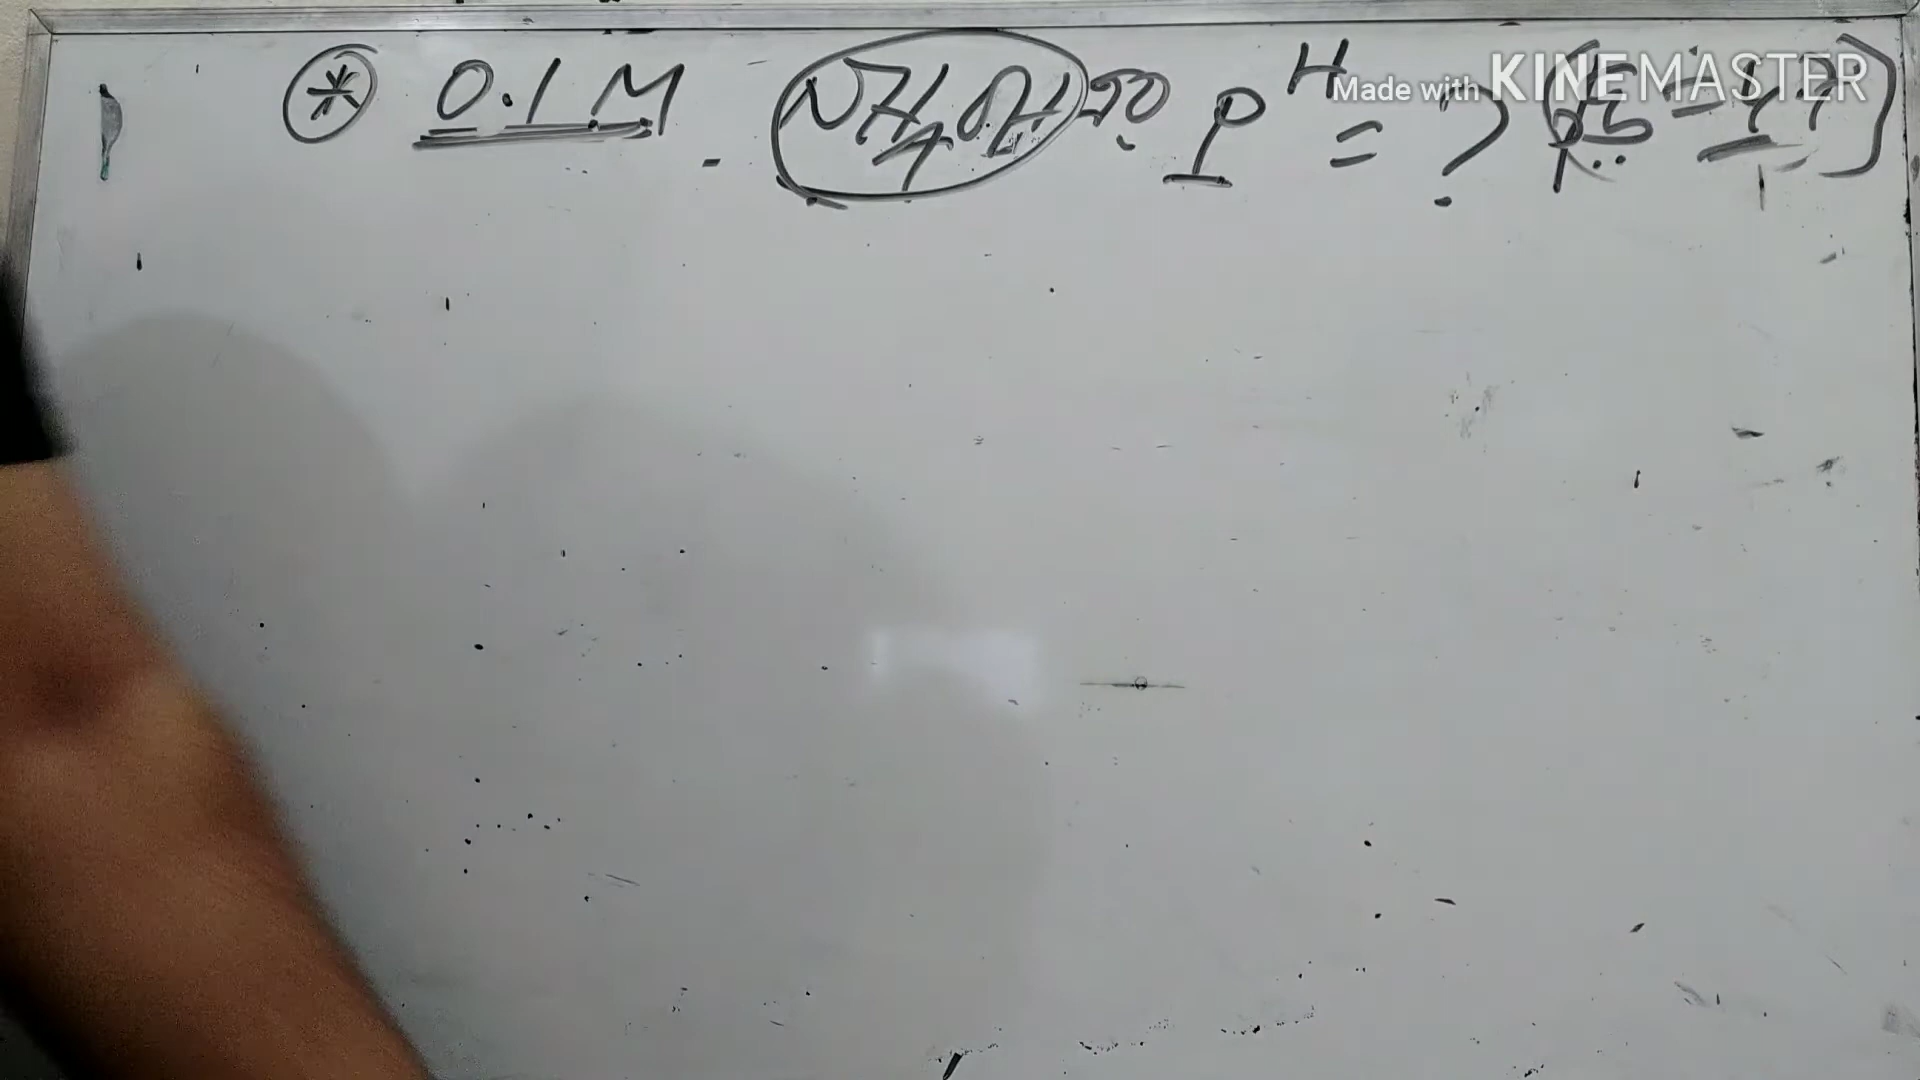 * 0.1 M NH4OH এর PH = ? (
Made with KINEMASTER